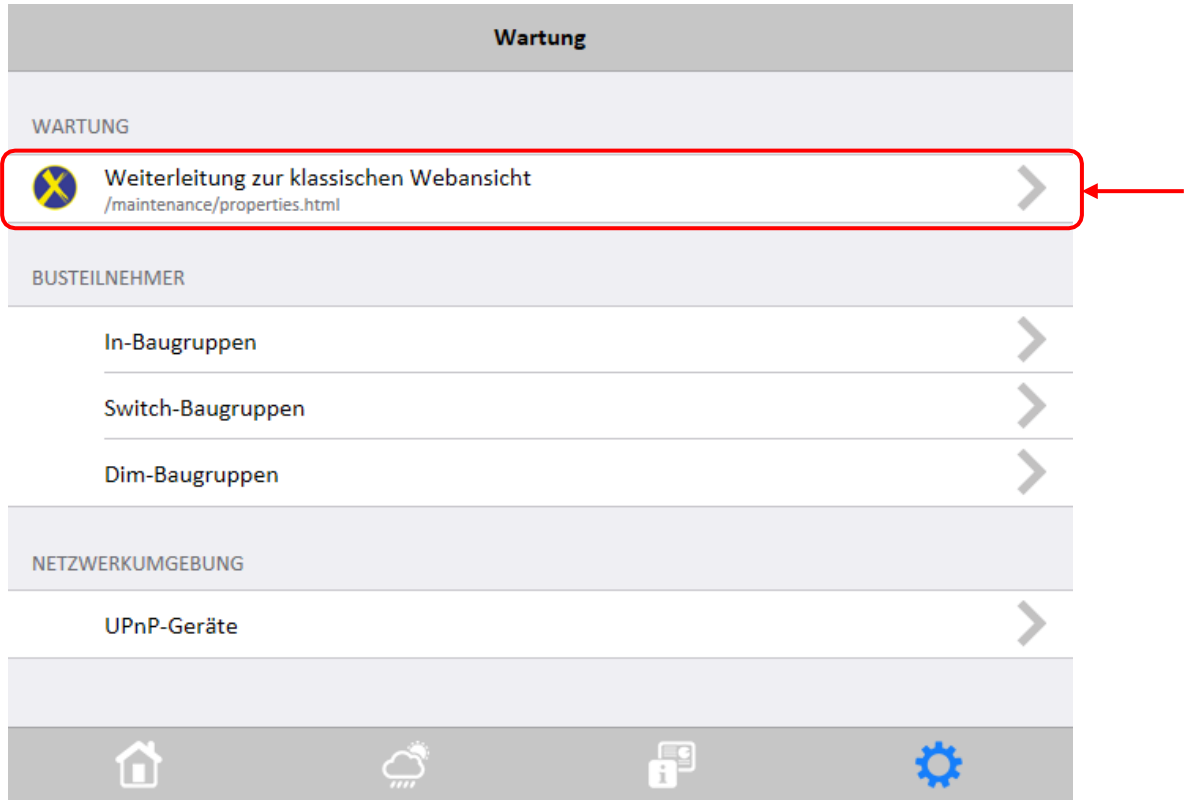 Wartung
WARTUNG
Weiterleitung zur klassischen Webansicht
/maintenance/properties.html
BUSTEILNEHMER
In-Baugruppen
Switch-Baugruppen
Dim-Baugruppen
NETZWERKUMGEBUNG
UPnP-Geräte